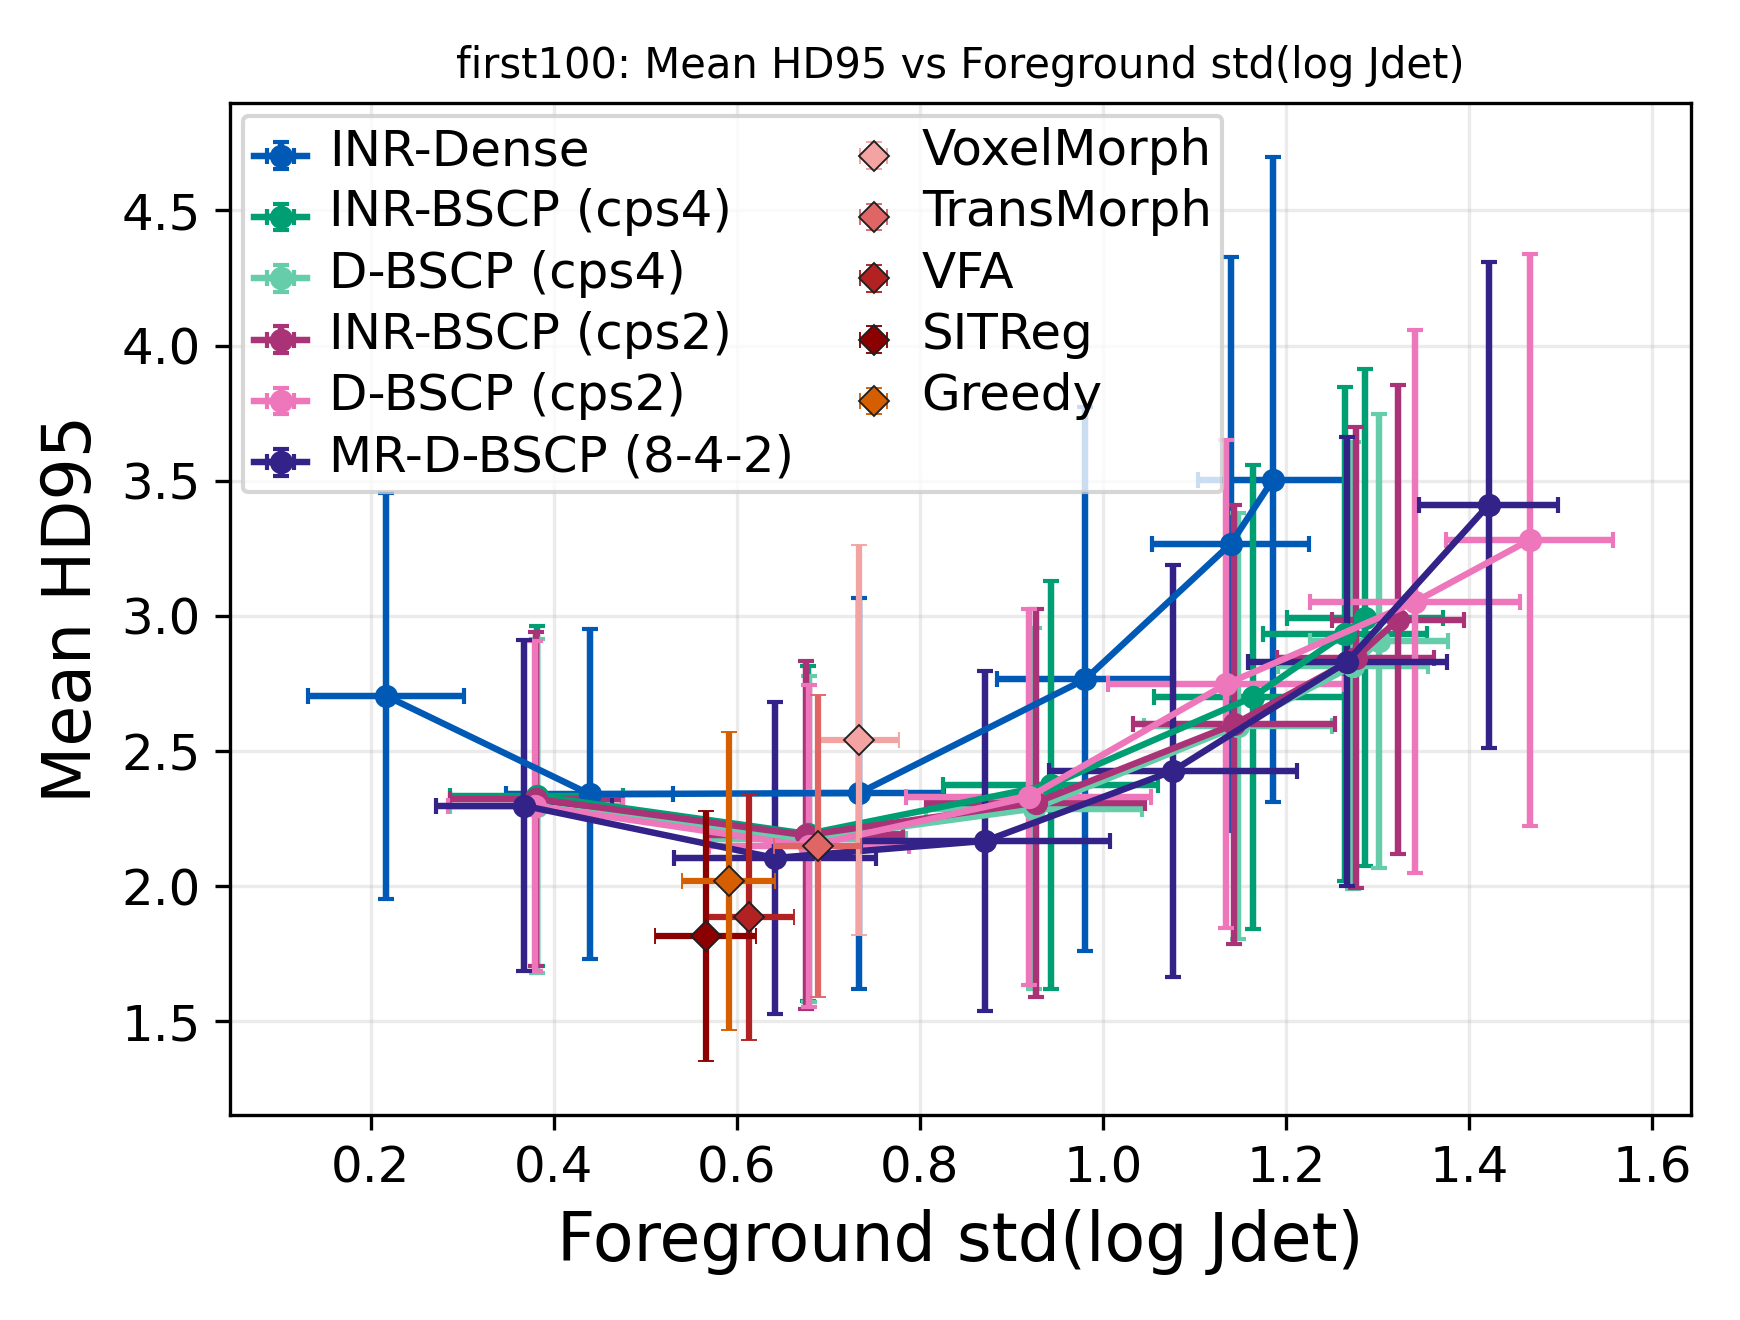 first100: Mean HD95 vs Foreground std(log Jdet)
INR-Dense
INR-BSCP (cps4)
D-BSCP (cps4)
INR-BSCP (cps2)
D-BSCP (cps2)
MR-D-BSCP (8-4-2)
VoxelMorph
TransMorph
VFA
SITReg
Greedy
Mean HD95
4.5
4.0
3.5
3.0
2.5
2.0
1.5
0.2 0.4 0.6 0.8 1.0 1.2 1.4 1.6
Foreground std(log Jdet)